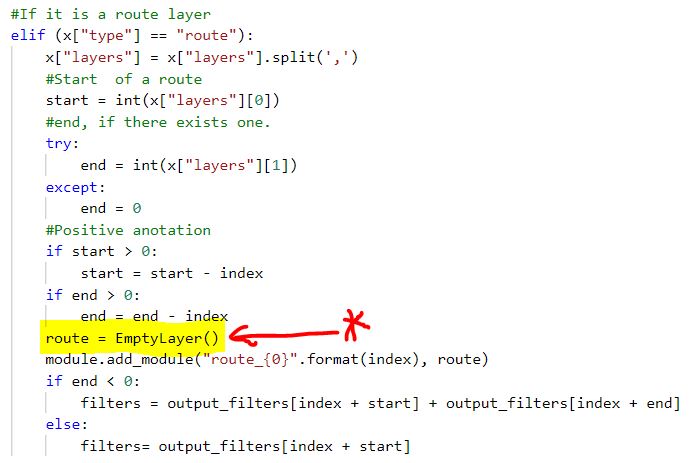 #If it is a route layer
elif (x["type"] == "route"):
x["layers"] = x["layers"].split(',')
#Start  of a route
start = int(x["layers"][0])
#end, if there exists one.
try:
end = int(x["layers"][1])
except:
end = 0
#Positive anotation
if start > 0:
start = start - index
if end > 0:
end = end - index
route = EmptyLayer() *
module.add_module("route_{0}".format(index), route)
if end < 0:
filters = output_filters[index + start] + output_filters[index + end]
else:
filters= output_filters[index + start]